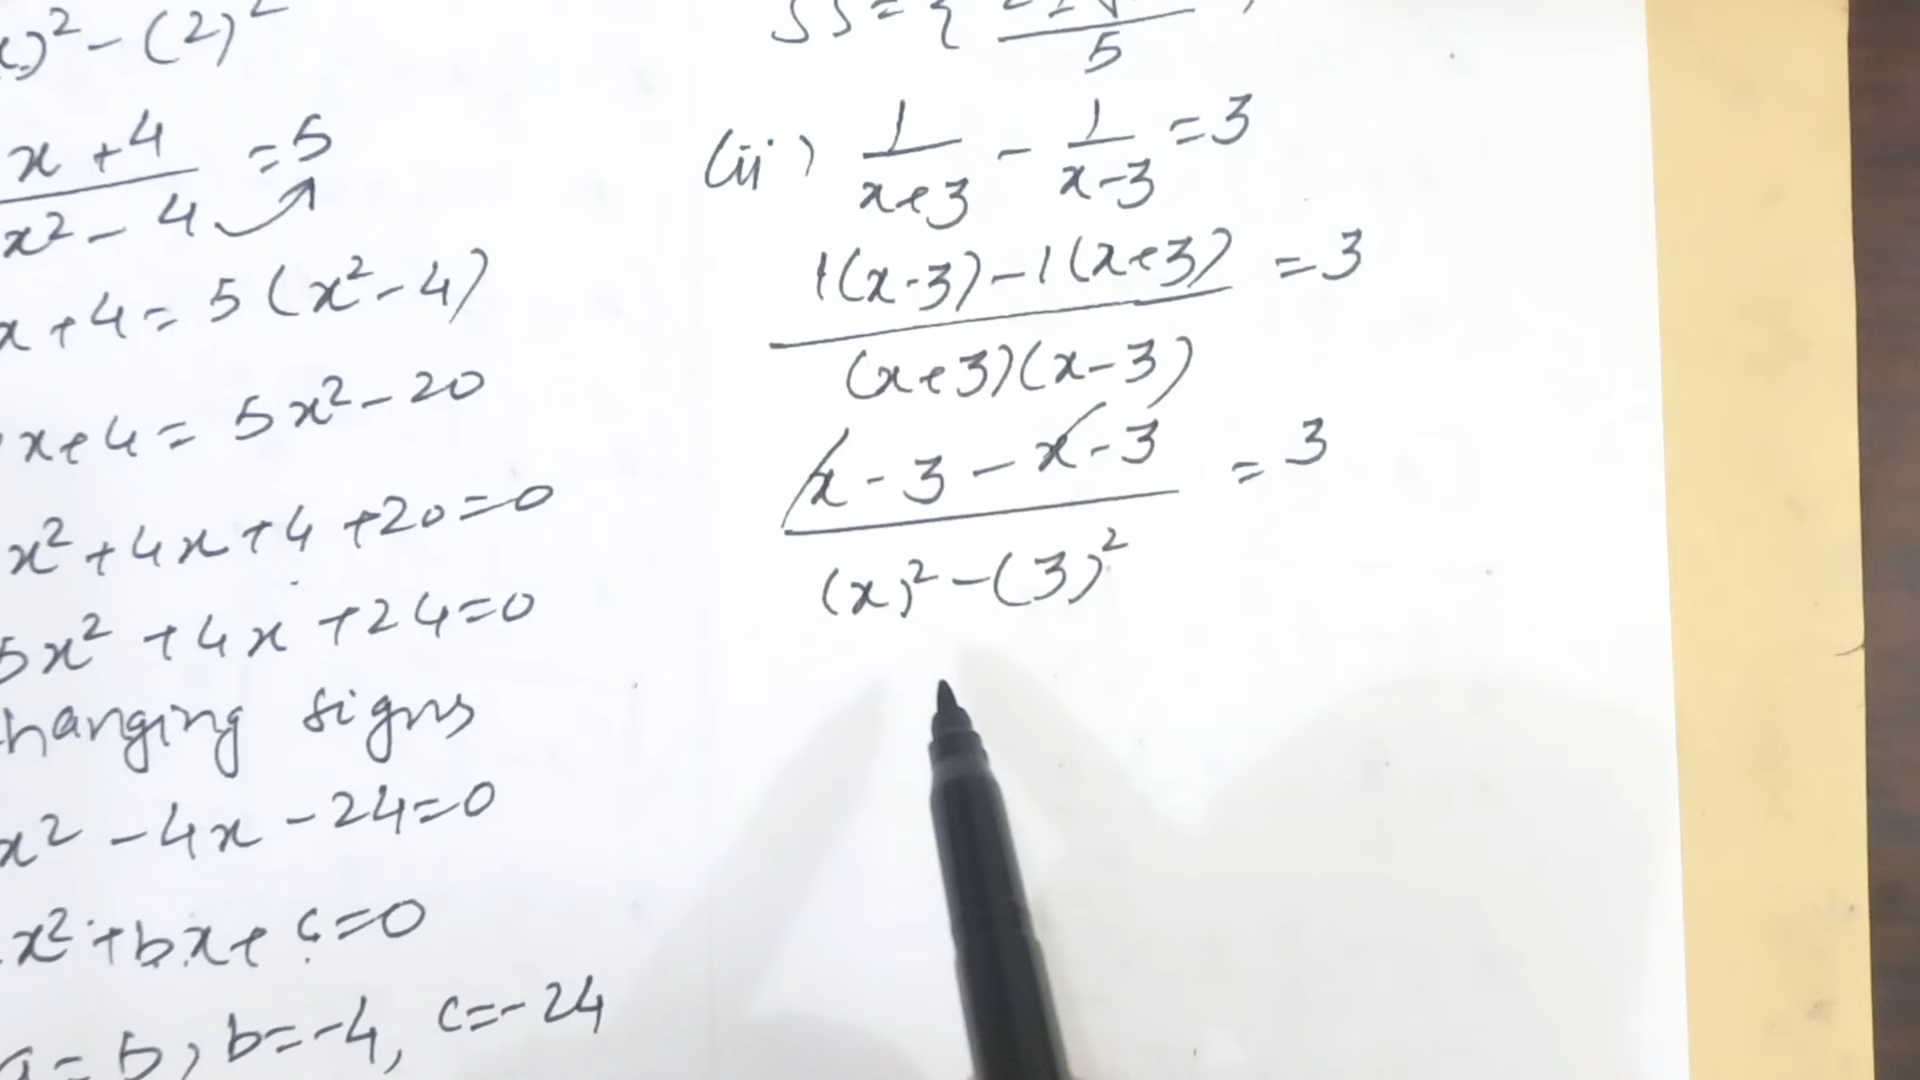 )² - (2)²
x + 4 / x² - 4 = 5
x + 4 = 5(x² - 4)
x + 4 = 5x² - 20
x² + 4x + 4 + 20 = 0
5x² + 4x + 24 = 0
hanging signs
x² - 4x - 24 = 0
x² + bx + c = 0
a = 5, b = -4, c = -24
SS = {
5
(ii) 1/x+3 - 1/x-3 = 3
1(x-3) - 1(x+3) / (x+3)(x-3) = 3
x - 3 - x - 3 / (x)² - (3)² = 3